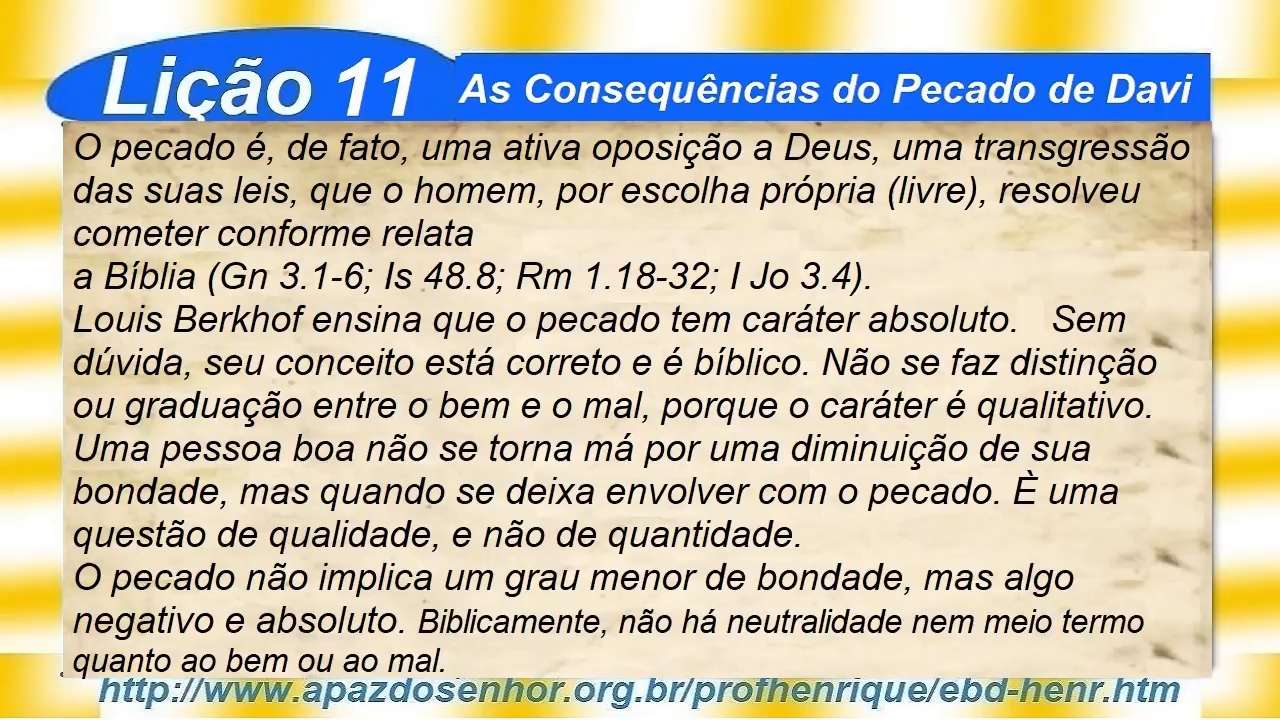 Lição 11 As Consequências do Pecado de Davi
O pecado é, de fato, uma ativa oposição a Deus, uma transgressão
das suas leis, que o homem, por escolha própria (livre), resolveu
cometer conforme relata
a Bíblia (Gn 3.1-6; Is 48.8; Rm 1.18-32; I Jo 3.4).
Louis Berkhof ensina que o pecado tem caráter absoluto. Sem
dúvida, seu conceito está correto e é bíblico. Não se faz distinção
ou graduação entre o bem e o mal, porque o caráter é qualitativo.
Uma pessoa boa não se torna má por uma diminuição de sua
bondade, mas quando se deixa envolver com o pecado. È uma
questão de qualidade, e não de quantidade.
O pecado não implica um grau menor de bondade, mas algo
negativo e absoluto. Biblicamente, não há neutralidade nem meio termo
quanto ao bem ou ao mal.
http://www.apazdosenhor.org.br/profhenrique/ebd-henr.htm